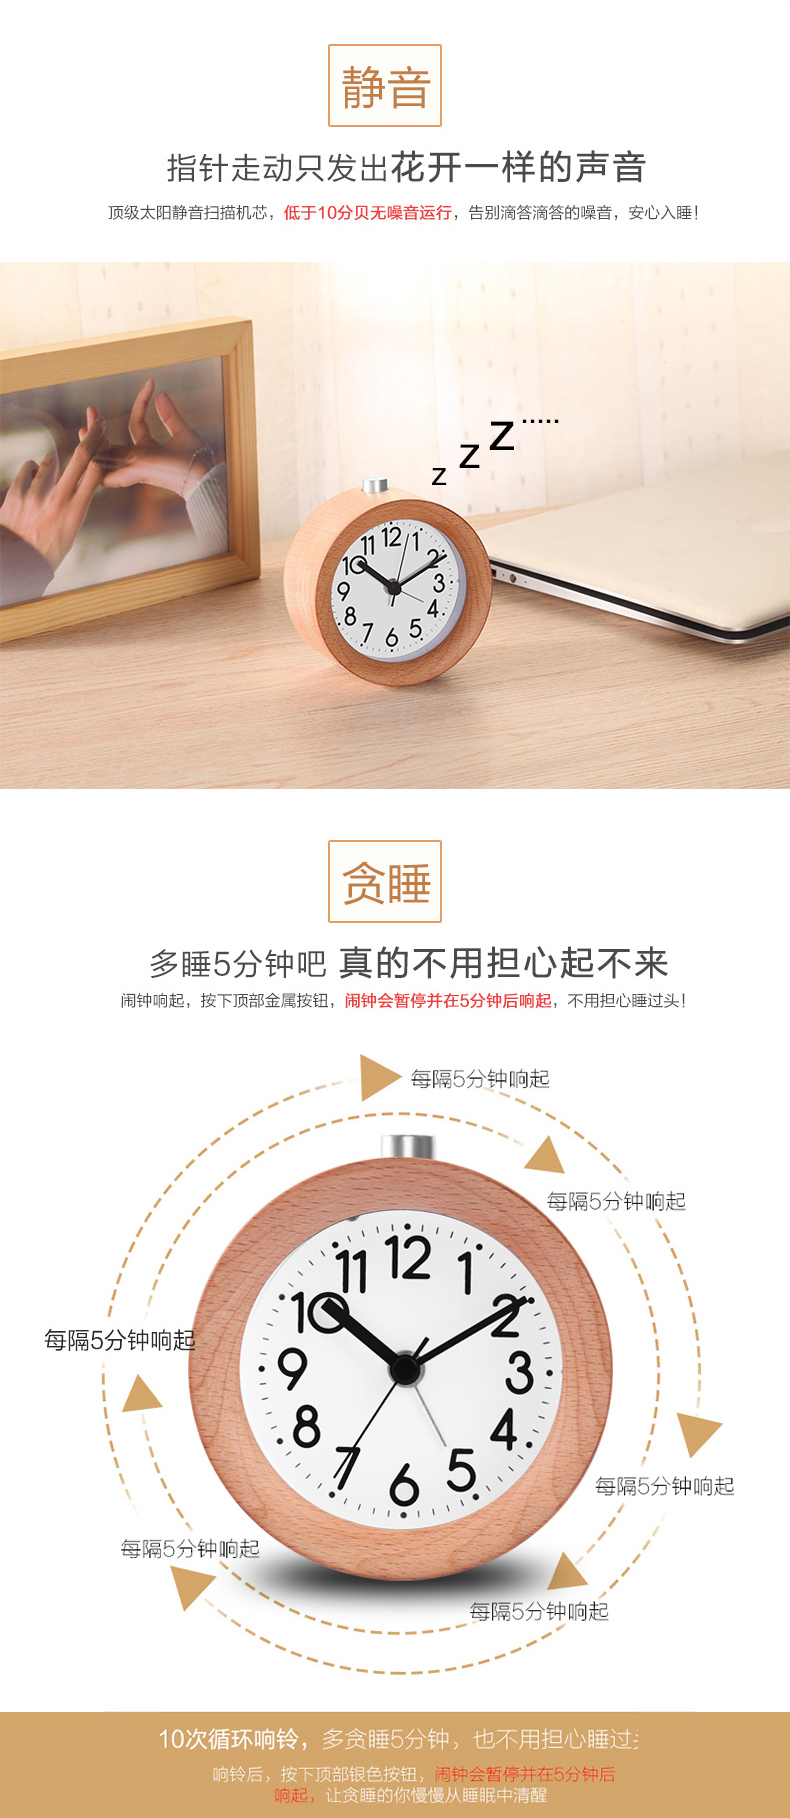 静音
指针走动只发出花开一样的声音
顶级太阳静音扫描机芯，低于10分贝无噪音运行，告别滴答滴答的噪音，安心入睡！
z z z ·····
12
11 1
10 2
9 3
8 4
7 5
6
贪睡
多睡5分钟吧 真的不用担心起不来
闹钟响起，按下顶部金属按钮，闹钟会暂停并在5分钟后响起，不用担心睡过头！
每隔5分钟响起
每隔5分钟响起
12
11 1
10 2
每隔5分钟响起
9 3
8 4
7 5
6
每隔5分钟响起
每隔5分钟响起
每隔5分钟响起
10次循环响铃，多贪睡5分钟，也不用担心睡过
响铃后，按下顶部银色按钮，闹钟会暂停并在5分钟后
响起，让贪睡的你慢慢从睡眠中清醒